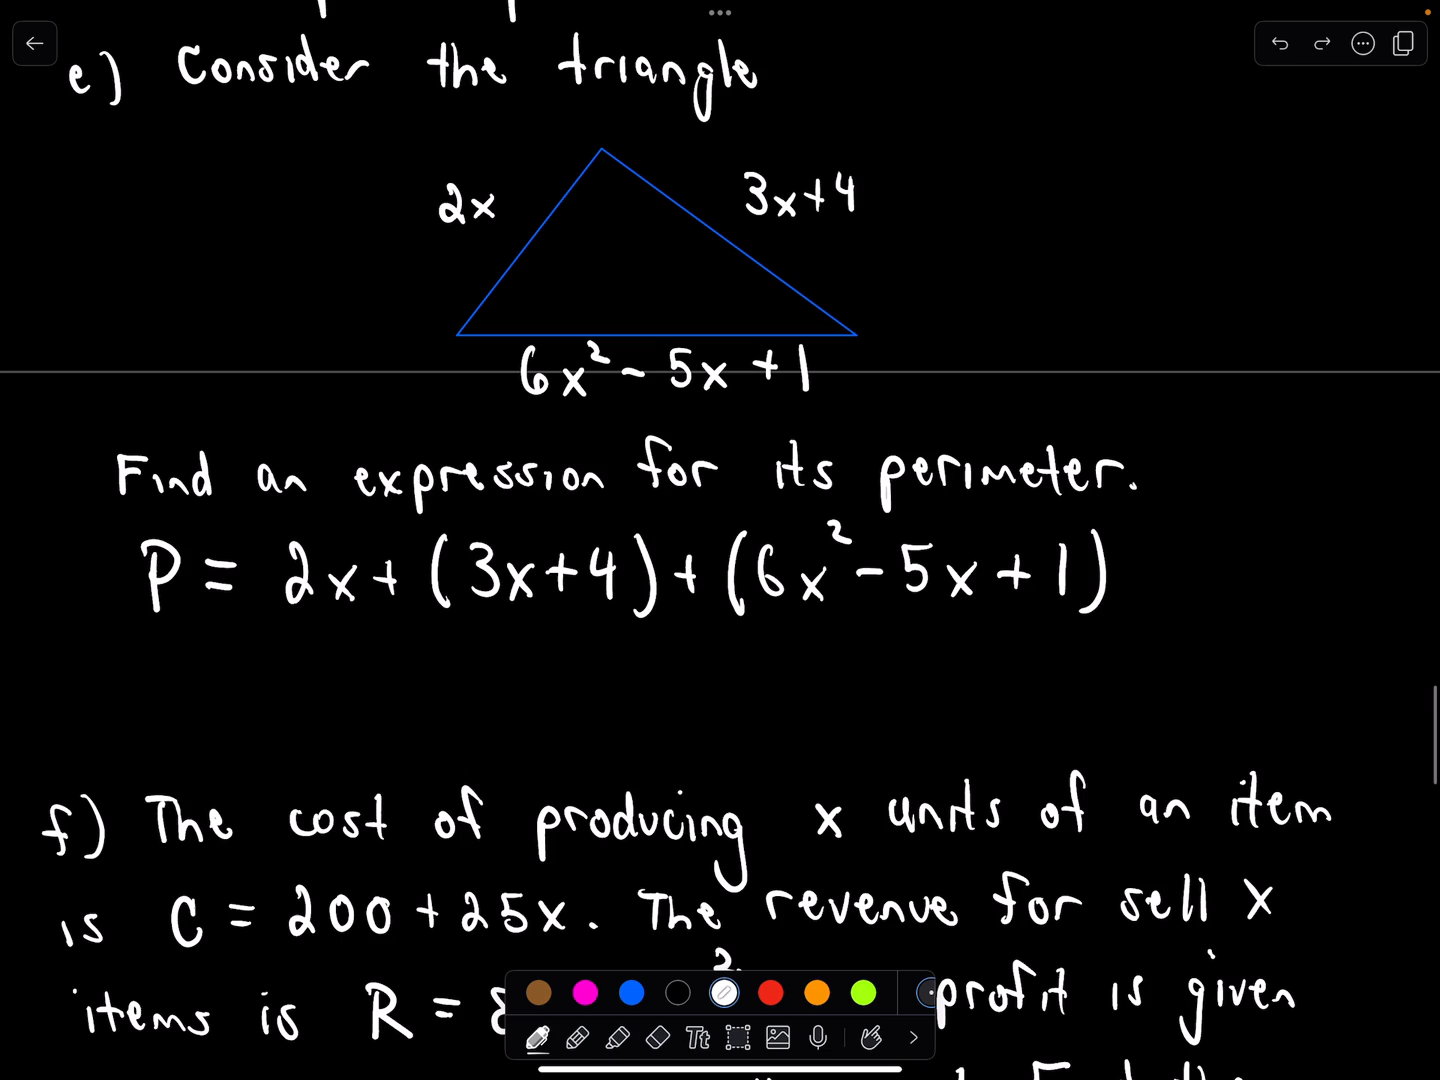 e) Consider the triangle
2x
3x+4
6x² - 5x + 1
Find an expression for its perimeter.
P = 2x + (3x+4) + (6x² - 5x + 1)
f) The cost of producing x units of an item
is C = 200 + 25x. The revenue for sell x
items is R = profit is given
Tt